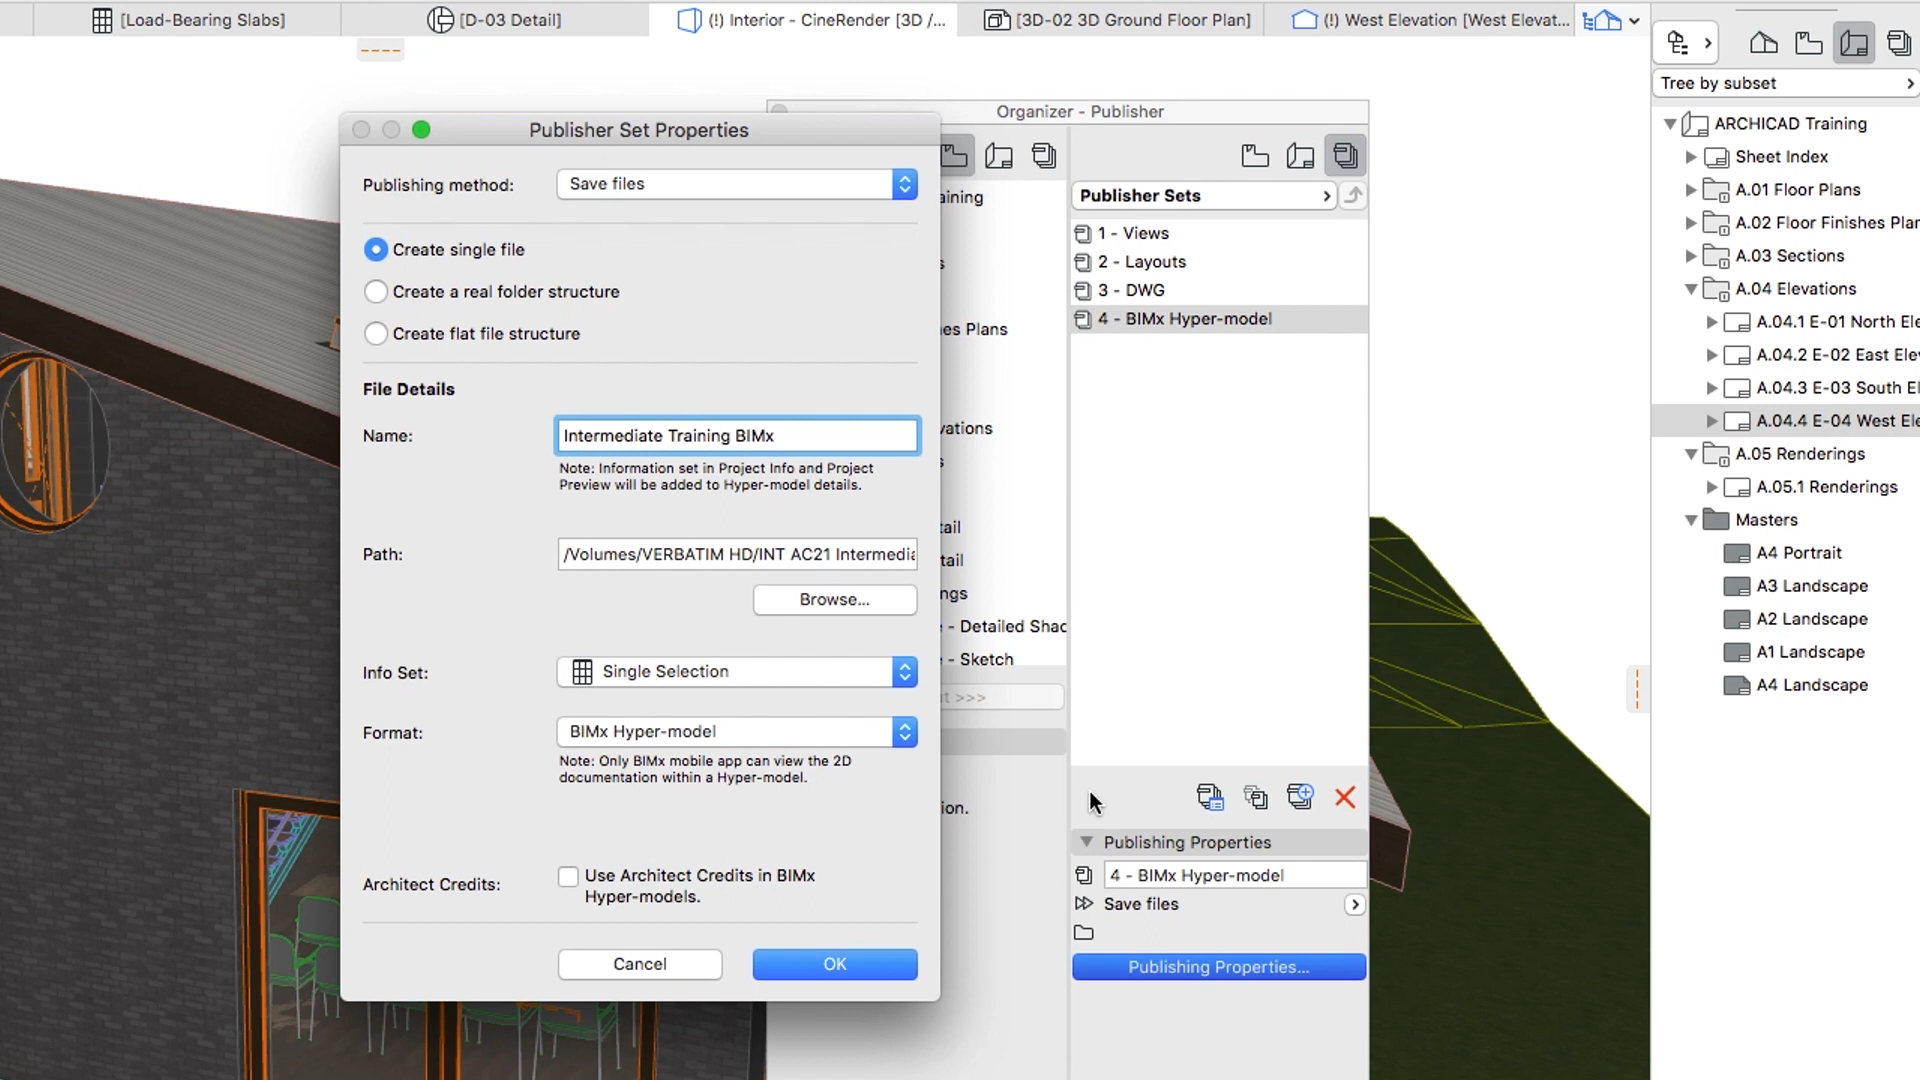 [Load-Bearing Slabs]
[D-03 Detail]
(!) Interior - CineRender [3D /...
[3D-02 3D Ground Floor Plan]
(!) West Elevation [West Elevat...
Publisher Set Properties
Publishing method:
Save files
Create single file
Create a real folder structure
Create flat file structure
File Details
Name:
Intermediate Training BIMx
Note: Information set in Project Info and Project
Preview will be added to Hyper-model details.
Path:
/Volumes/VERBATIM HD/INT AC21 Intermedia
Browse...
Info Set:
Single Selection
Format:
BIMx Hyper-model
Note: Only BIMx mobile app can view the 2D
documentation within a Hyper-model.
Architect Credits:
Use Architect Credits in BIMx
Hyper-models.
Cancel
OK
Organizer - Publisher
aining
s
es Plans
vations
s
tail
tail
ngs
e - Detailed Shad
e - Sketch
t >>>
ion.
Publisher Sets
1 - Views
2 - Layouts
3 - DWG
4 - BIMx Hyper-model
Publishing Properties
4 - BIMx Hyper-model
Save files
Publishing Properties...
Tree by subset
ARCHICAD Training
Sheet Index
A.01 Floor Plans
A.02 Floor Finishes Plan
A.03 Sections
A.04 Elevations
A.04.1 E-01 North Ele
A.04.2 E-02 East Elev
A.04.3 E-03 South El
A.04.4 E-04 West Ele
A.05 Renderings
A.05.1 Renderings
Masters
A4 Portrait
A3 Landscape
A2 Landscape
A1 Landscape
A4 Landscape